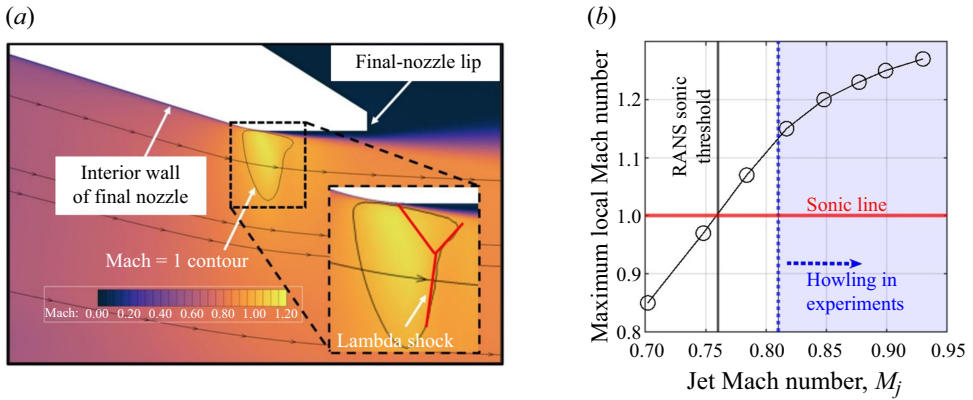 (a)
Final-nozzle lip
Interior wall
of final nozzle
Mach = 1 contour
Mach:
0.00 0.20 0.40 0.60 0.80 1.00 1.20
Lambda shock
(b)
Maximum local Mach number
1.2
1.1
1.0
0.9
0.8
RANS sonic
threshold
Sonic line
Howling in
experiments
0.70 0.75 0.80 0.85 0.90 0.95
Jet Mach number, Mj